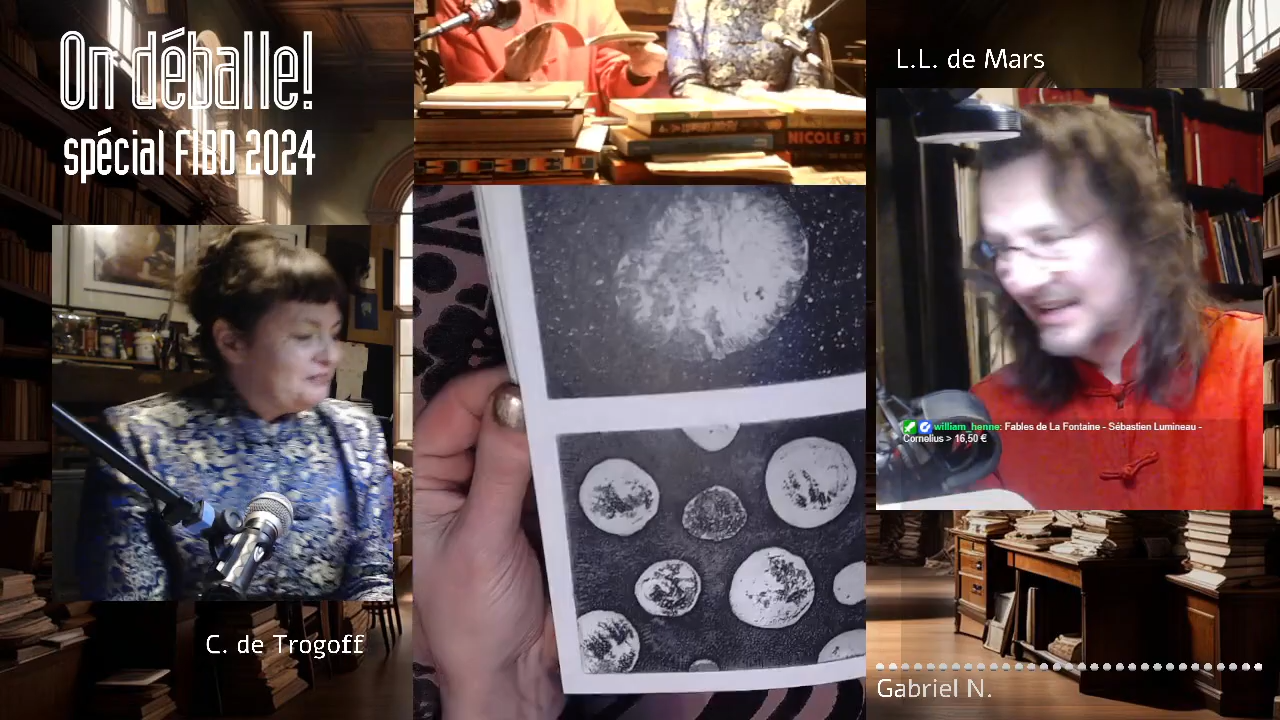 On déballe!
spécial FIBD 2024
L.L. de Mars
NICOLE
william_henne: Fables de La Fontaine - Sébastien Lumineau -
Cornelius > 16,50 €
C. de Trogoff
Gabriel N.